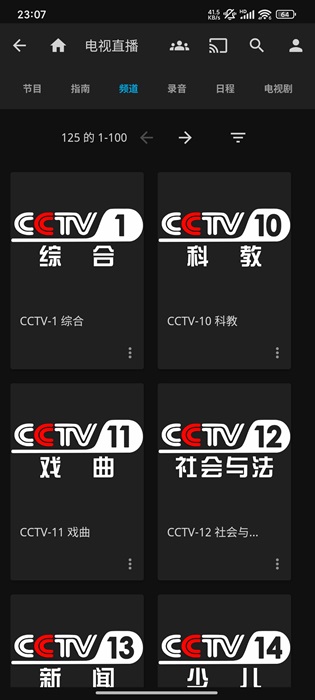 23:07
41.5 KB/S
HD
64
电视直播
节目 指南 频道 录音 日程 电视剧
125 的 1-100
CCTV 1 CCTV 10
综合 科教
CCTV-1 综合 CCTV-10 科教
CCTV 11 CCTV 12
戏曲 社会与法
CCTV-11 戏曲 CCTV-12 社会与...
CCTV 13 CCTV 14
新闻 少儿